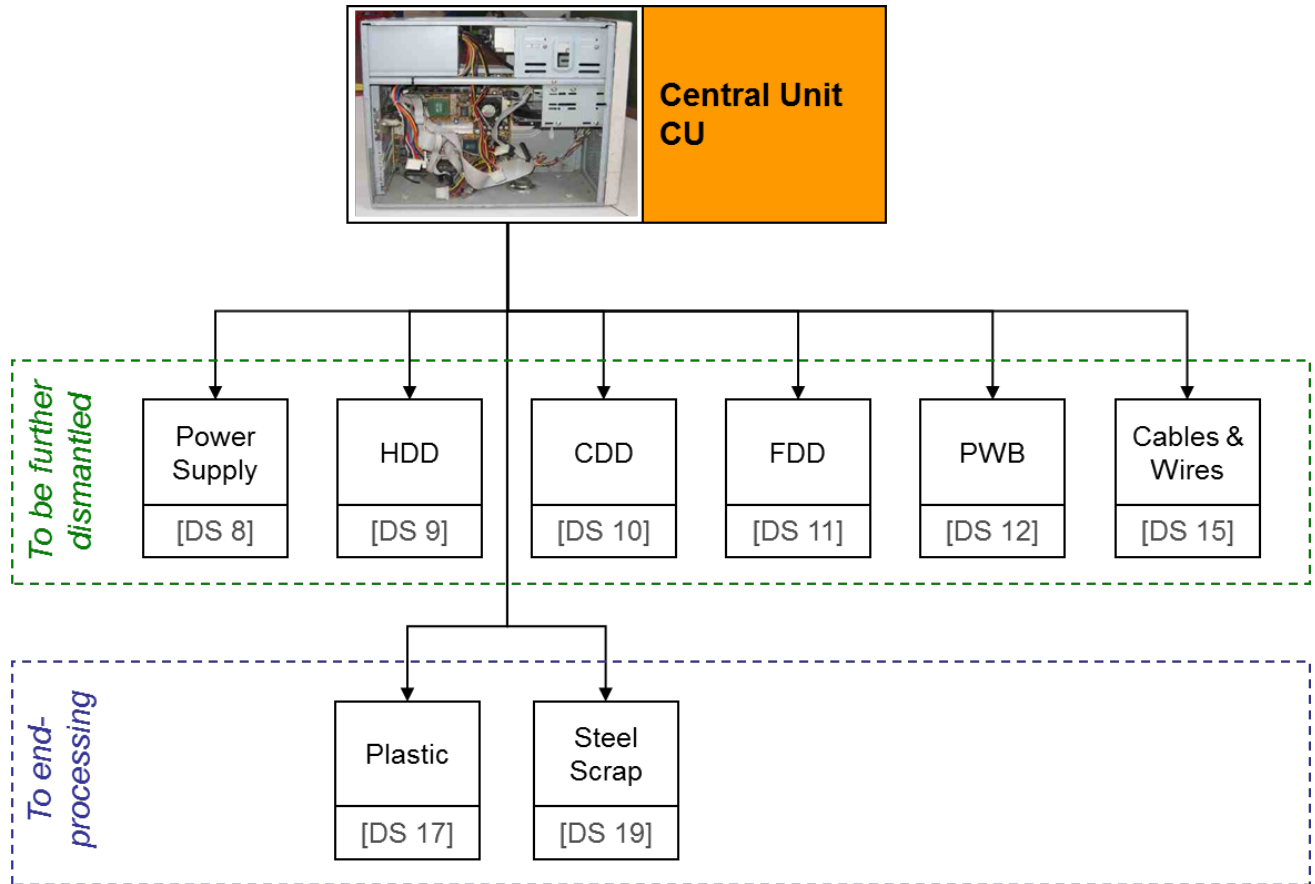 Central Unit
CU
To be further
dismantled
Power
Supply
[DS 8]
HDD
[DS 9]
CDD
[DS 10]
FDD
[DS 11]
PWB
[DS 12]
Cables &
Wires
[DS 15]
To end-
processing
Plastic
[DS 17]
Steel
Scrap
[DS 19]